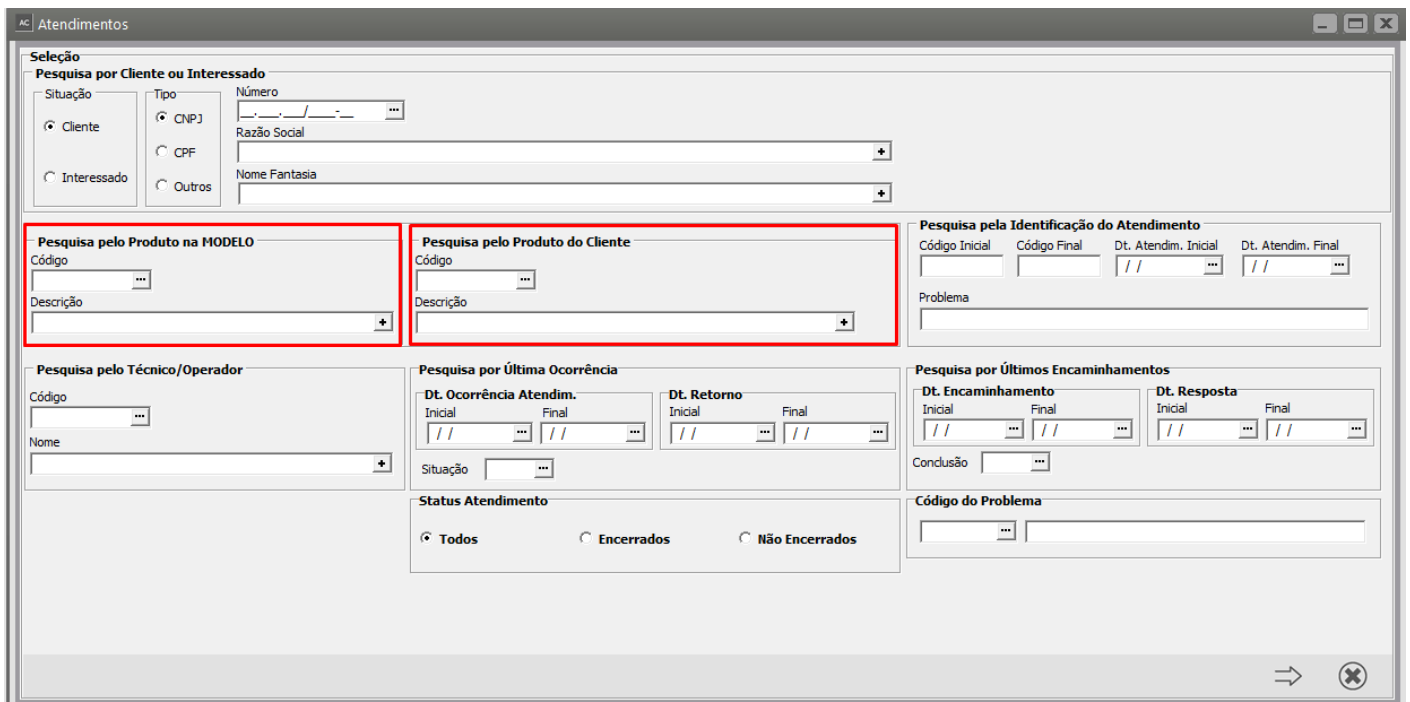 AC Atendimentos
Seleção
Pesquisa por Cliente ou Interessado
Situação
Cliente
Interessado
Tipo
CNPJ
CPF
Outros
Número
__.___.___/____-__ ...
Razão Social
+
Nome Fantasia
+
Pesquisa pelo Produto na MODELO
Código
...
Descrição
+
Pesquisa pelo Produto do Cliente
Código
...
Descrição
+
Pesquisa pela Identificação do Atendimento
Código Inicial Código Final Dt. Atendim. Inicial Dt. Atendim. Final
/ / ... / / ...
Problema
Pesquisa pelo Técnico/Operador
Código
...
Nome
+
Pesquisa por Última Ocorrência
Dt. Ocorrência Atendim.
Inicial Final
/ / ... / / ...
Dt. Retorno
Inicial Final
/ / ... / / ...
Situação ...
Pesquisa por Últimos Encaminhamentos
Dt. Encaminhamento
Inicial Final
/ / ... / / ...
Dt. Resposta
Inicial Final
/ / ... / / ...
Conclusão ...
Status Atendimento
Todos Encerrados Não Encerrados
Código do Problema
...